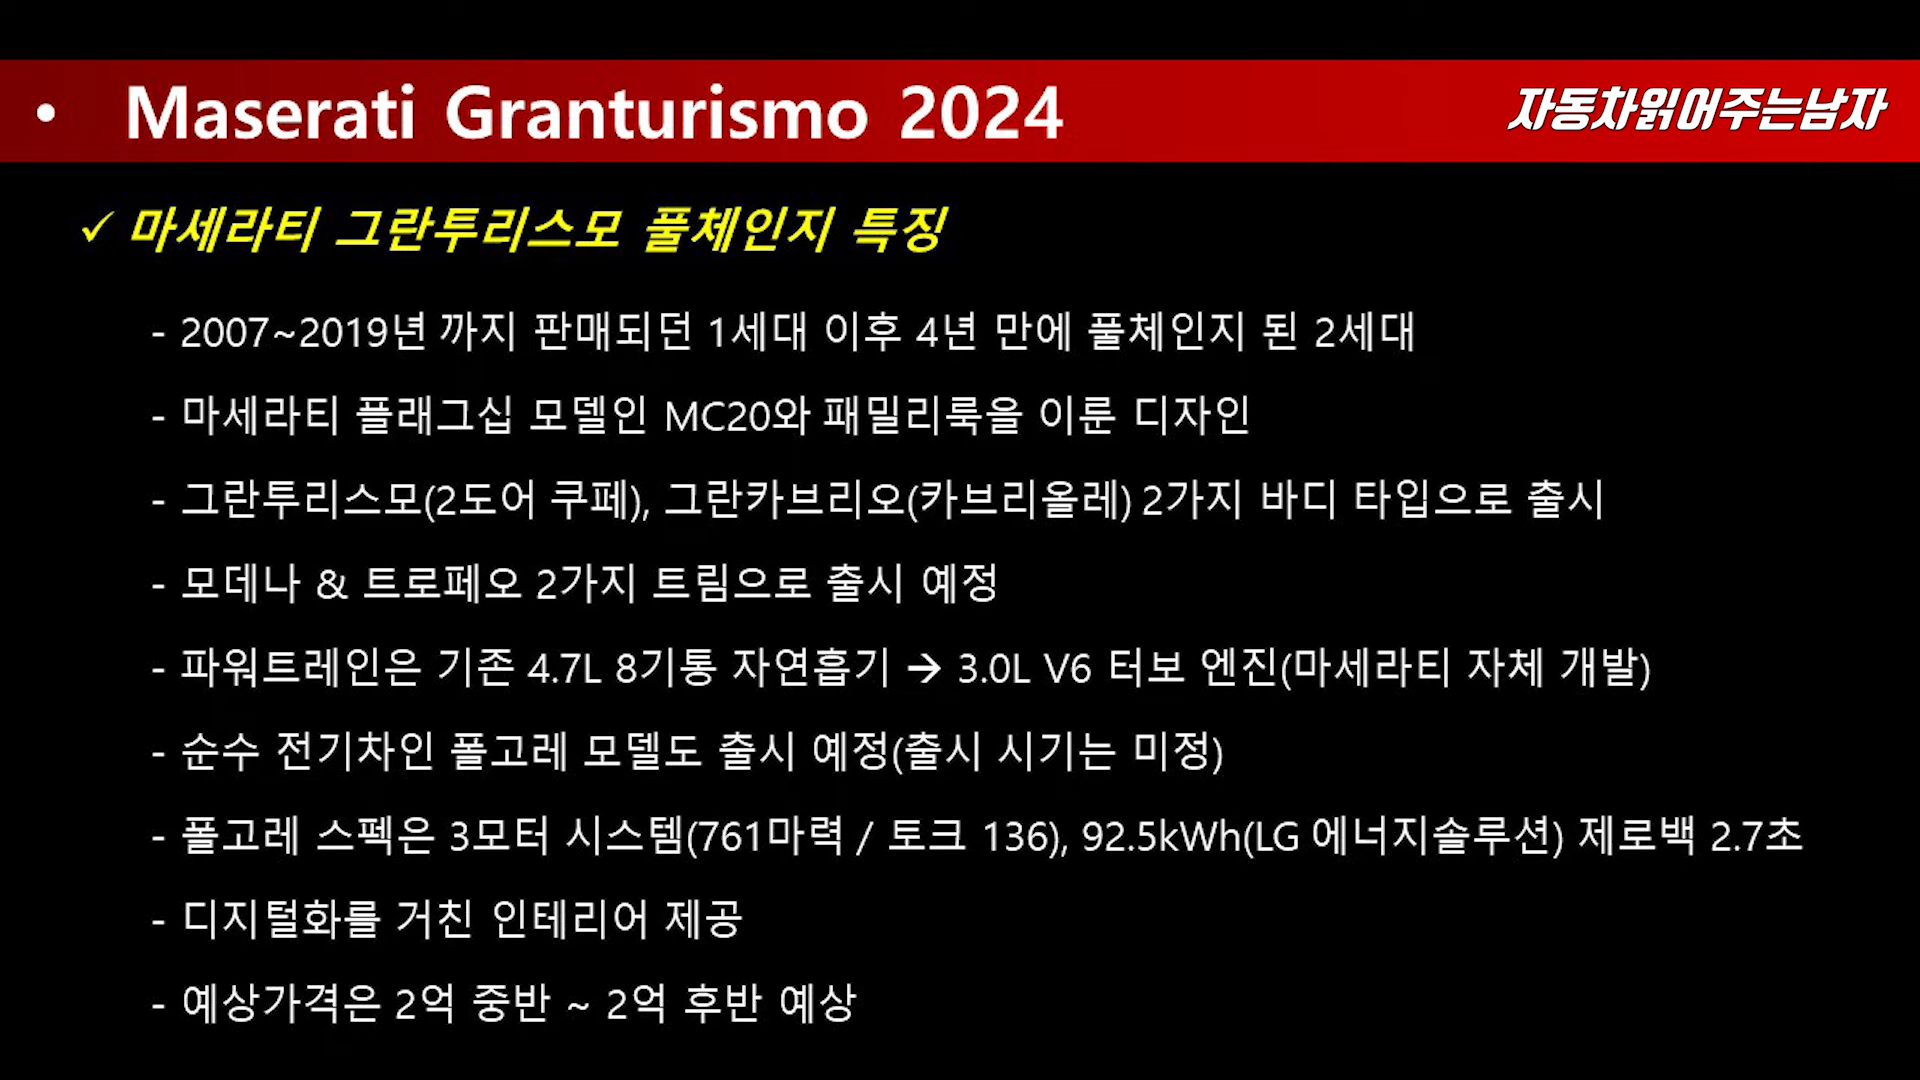 • Maserati Granturismo 2024
자동차읽어주는남자
✓ 마세라티 그란투리스모 풀체인지 특징
- 2007~2019년 까지 판매되던 1세대 이후 4년 만에 풀체인지 된 2세대
- 마세라티 플래그십 모델인 MC20와 패밀리룩을 이룬 디자인
- 그란투리스모(2도어 쿠페), 그란카브리오(카브리올레) 2가지 바디 타입으로 출시
- 모데나 & 트로페오 2가지 트림으로 출시 예정
- 파워트레인은 기존 4.7L 8기통 자연흡기 → 3.0L V6 터보 엔진(마세라티 자체 개발)
- 순수 전기차인 폴고레 모델도 출시 예정(출시 시기는 미정)
- 폴고레 스펙은 3모터 시스템(761마력 / 토크 136), 92.5kWh(LG 에너지솔루션) 제로백 2.7초
- 디지털화를 거친 인테리어 제공
- 예상가격은 2억 중반 ~ 2억 후반 예상